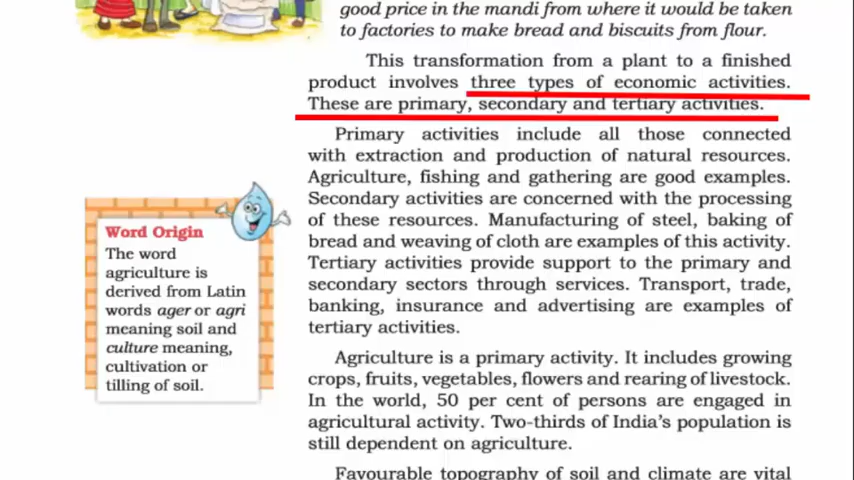 good price in the mandi from where it would be taken
to factories to make bread and biscuits from flour.
This transformation from a plant to a finished
product involves three types of economic activities.
These are primary, secondary and tertiary activities.
Primary activities include all those connected
with extraction and production of natural resources.
Agriculture, fishing and gathering are good examples.
Secondary activities are concerned with the processing
of these resources. Manufacturing of steel, baking of
bread and weaving of cloth are examples of this activity.
Tertiary activities provide support to the primary and
secondary sectors through services. Transport, trade,
banking, insurance and advertising are examples of
tertiary activities.
Word Origin
The word
agriculture is
derived from Latin
words ager or agri
meaning soil and
culture meaning,
cultivation or
tilling of soil.
Agriculture is a primary activity. It includes growing
crops, fruits, vegetables, flowers and rearing of livestock.
In the world, 50 per cent of persons are engaged in
agricultural activity. Two-thirds of India's population is
still dependent on agriculture.
Favourable topography of soil and climate are vital